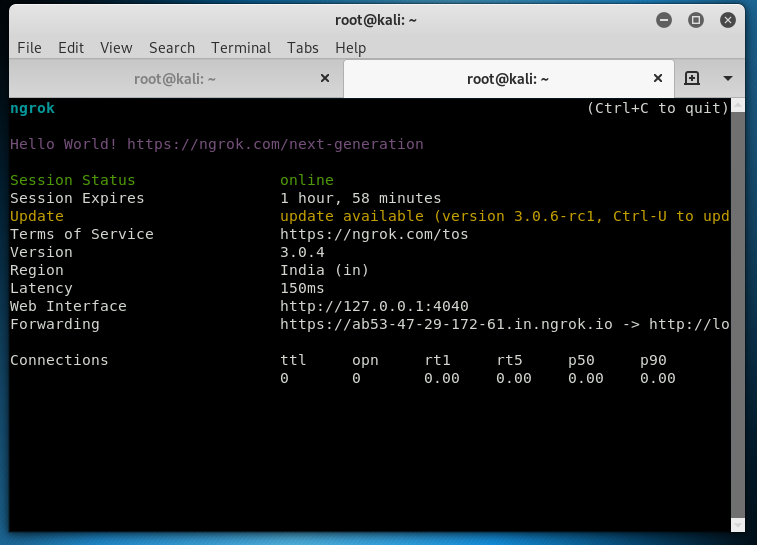 root@kali: ~
File Edit View Search Terminal Tabs Help
root@kali: ~ root@kali: ~
ngrok (Ctrl+C to quit)
Hello World! https://ngrok.com/next-generation
Session Status online
Session Expires 1 hour, 58 minutes
Update update available (version 3.0.6-rc1, Ctrl-U to upd
Terms of Service https://ngrok.com/tos
Version 3.0.4
Region India (in)
Latency 150ms
Web Interface http://127.0.0.1:4040
Forwarding https://ab53-47-29-172-61.in.ngrok.io -> http://lo
Connections ttl opn rt1 rt5 p50 p90
0 0 0.00 0.00 0.00 0.00